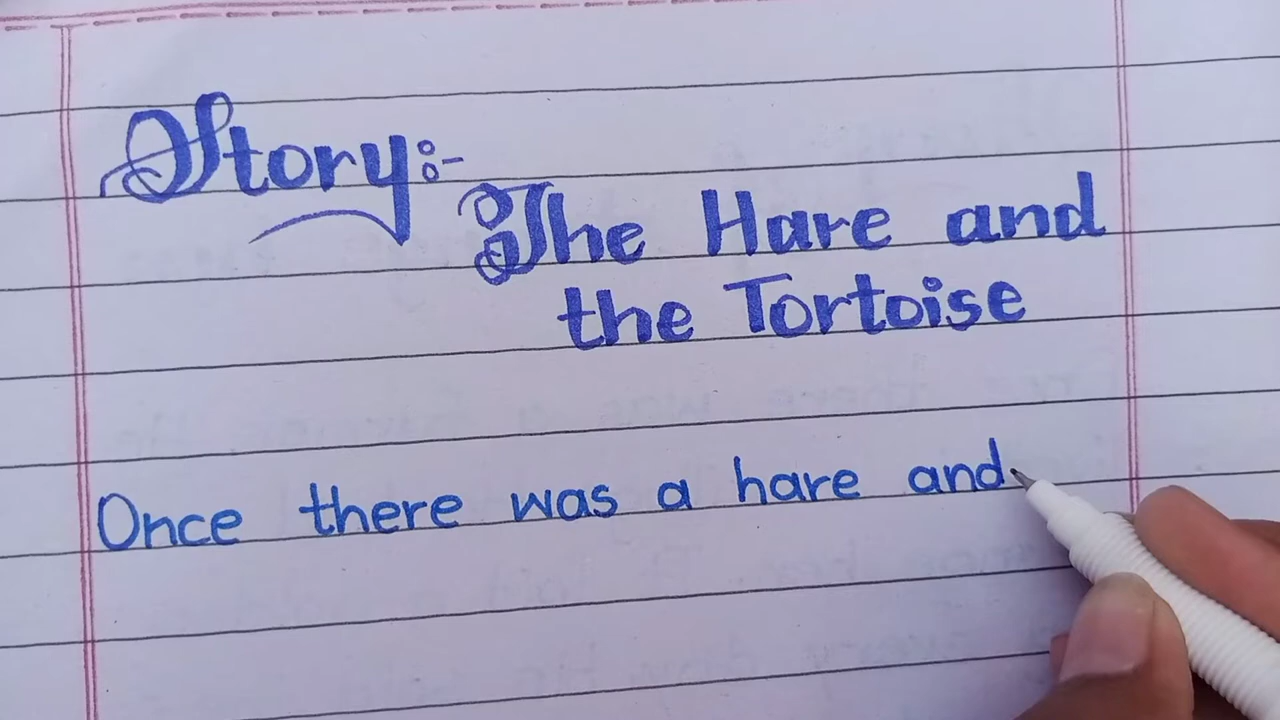 Story:-
The Hare and
the Tortoise
Once there was a hare and